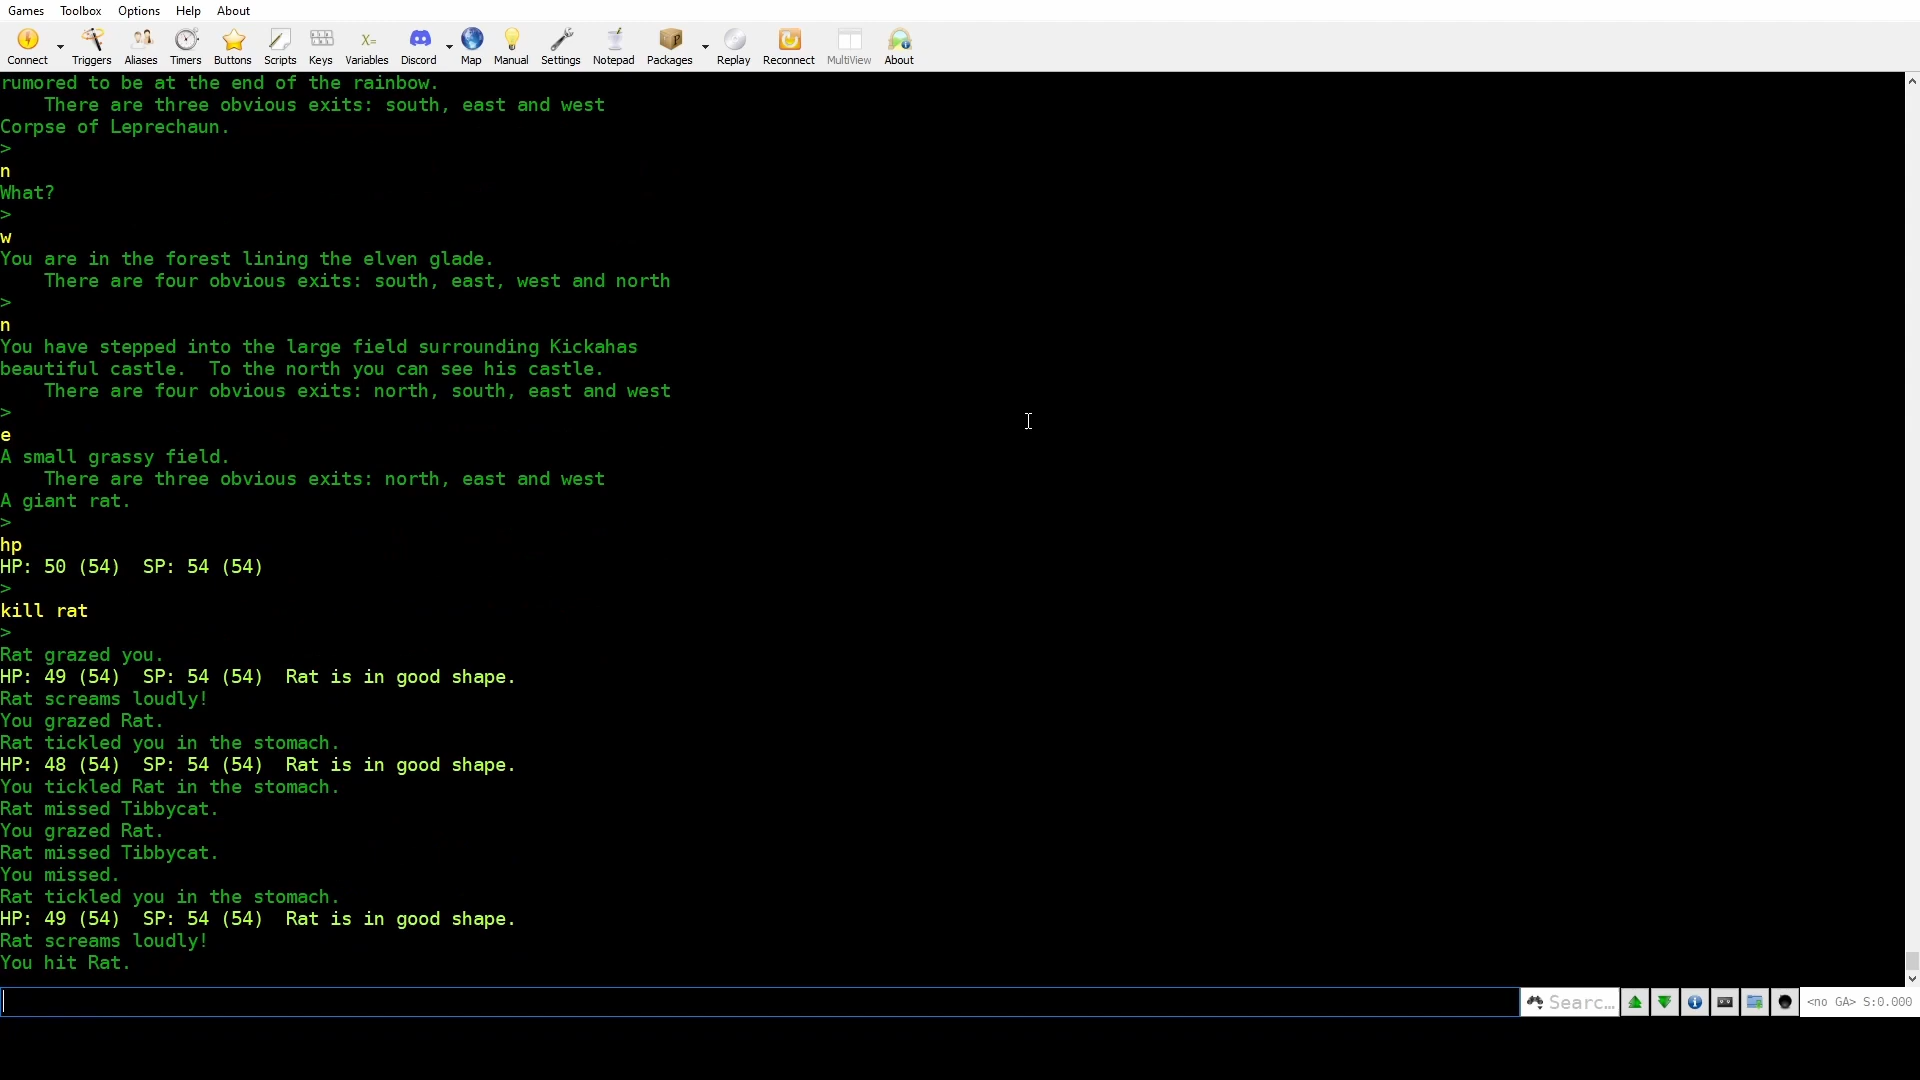 Games Toolbox Options Help About
Connect Triggers Aliases Timers Buttons Scripts Keys Variables Discord Map Manual Settings Notepad Packages Replay Reconnect MultiView About
rumored to be at the end of the rainbow.
    There are three obvious exits: south, east and west
Corpse of Leprechaun.
>
n
What?
>
w
You are in the forest lining the elven glade.
    There are four obvious exits: south, east, west and north
>
n
You have stepped into the large field surrounding Kickahas
beautiful castle.  To the north you can see his castle.
    There are four obvious exits: north, south, east and west
>
e
A small grassy field.
    There are three obvious exits: north, east and west
A giant rat.
>
hp
HP: 50 (54)  SP: 54 (54)
>
kill rat
>
Rat grazed you.
HP: 49 (54)  SP: 54 (54)  Rat is in good shape.
Rat screams loudly!
You grazed Rat.
Rat tickled you in the stomach.
HP: 48 (54)  SP: 54 (54)  Rat is in good shape.
You tickled Rat in the stomach.
Rat missed Tibbycat.
You grazed Rat.
Rat missed Tibbycat.
You missed.
Rat tickled you in the stomach.
HP: 49 (54)  SP: 54 (54)  Rat is in good shape.
Rat screams loudly!
You hit Rat.
Searc... <no GA> S:0.000